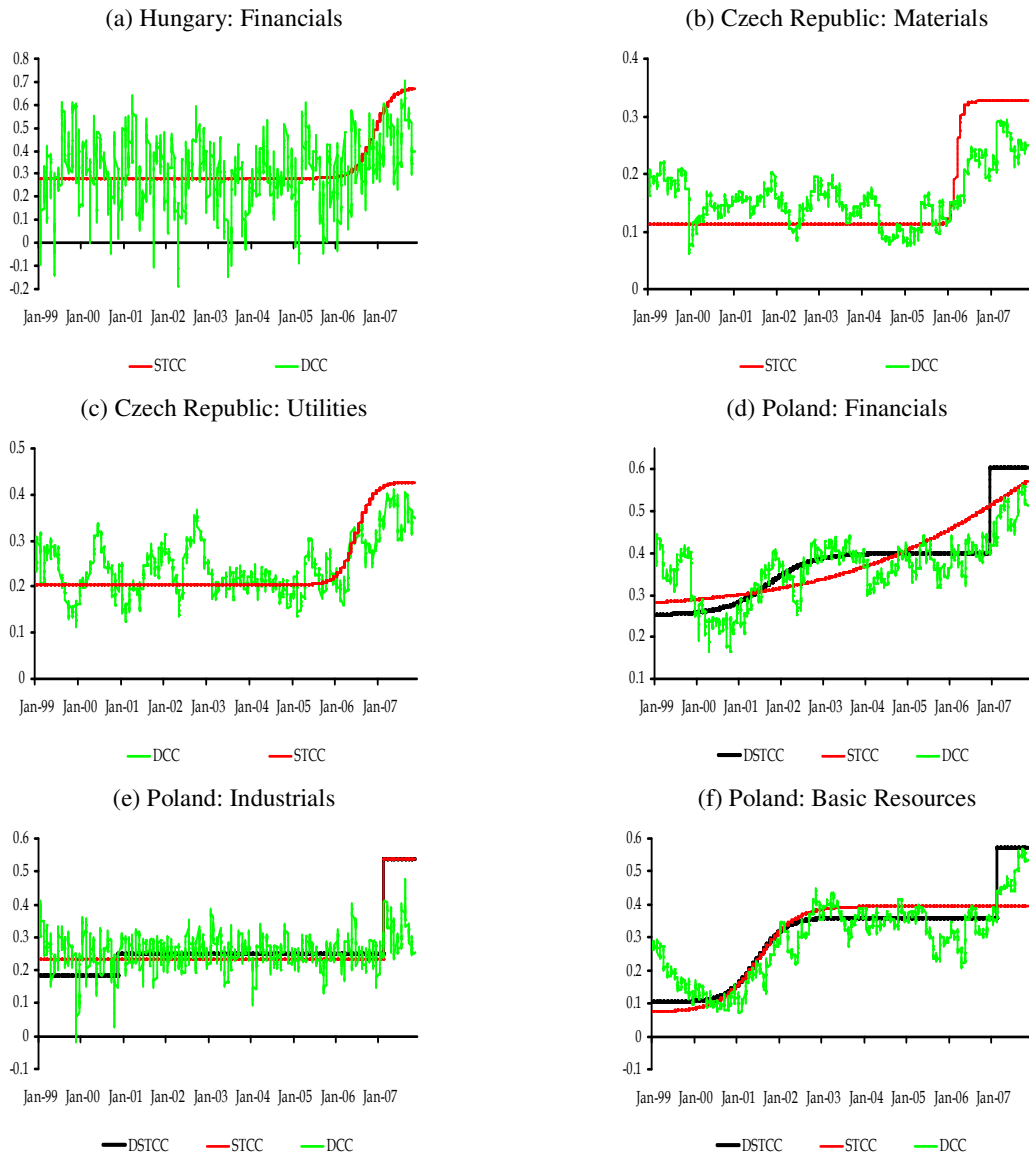 (a) Hungary: Financials
0.8
0.7
0.6
0.5
0.4
0.3
0.2
0.1
0
-0.1
-0.2
Jan-99 Jan-00 Jan-01 Jan-02 Jan-03 Jan-04 Jan-05 Jan-06 Jan-07
STCC DCC
(b) Czech Republic: Materials
0.4
0.3
0.2
0.1
0
Jan-99 Jan-00 Jan-01 Jan-02 Jan-03 Jan-04 Jan-05 Jan-06 Jan-07
STCC DCC
(c) Czech Republic: Utilities
0.5
0.4
0.3
0.2
0.1
0
Jan-99 Jan-00 Jan-01 Jan-02 Jan-03 Jan-04 Jan-05 Jan-06 Jan-07
DCC STCC
(d) Poland: Financials
0.6
0.5
0.4
0.3
0.2
0.1
Jan-99 Jan-00 Jan-01 Jan-02 Jan-03 Jan-04 Jan-05 Jan-06 Jan-07
DSTCC STCC DCC
(e) Poland: Industrials
0.6
0.5
0.4
0.3
0.2
0.1
0
-0.1
Jan-99 Jan-00 Jan-01 Jan-02 Jan-03 Jan-04 Jan-05 Jan-06 Jan-07
DSTCC STCC DCC
(f) Poland: Basic Resources
0.6
0.5
0.4
0.3
0.2
0.1
0
-0.1
Jan-99 Jan-00 Jan-01 Jan-02 Jan-03 Jan-04 Jan-05 Jan-06 Jan-07
DSTCC STCC DCC